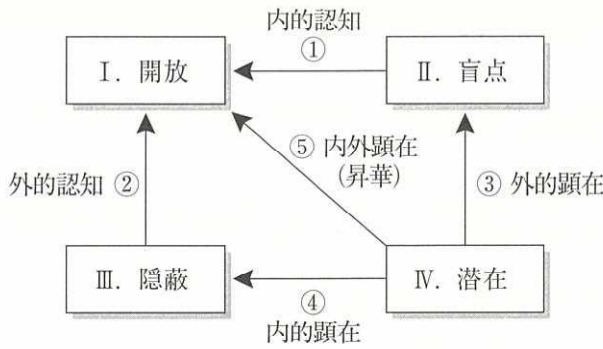 内的認知
①
Ⅰ. 開放
Ⅱ. 盲点
⑤ 内外顕在
(昇華)
外的認知 ②
③ 外的顕在
Ⅲ. 隠蔽
Ⅳ. 潜在
④
内的顕在